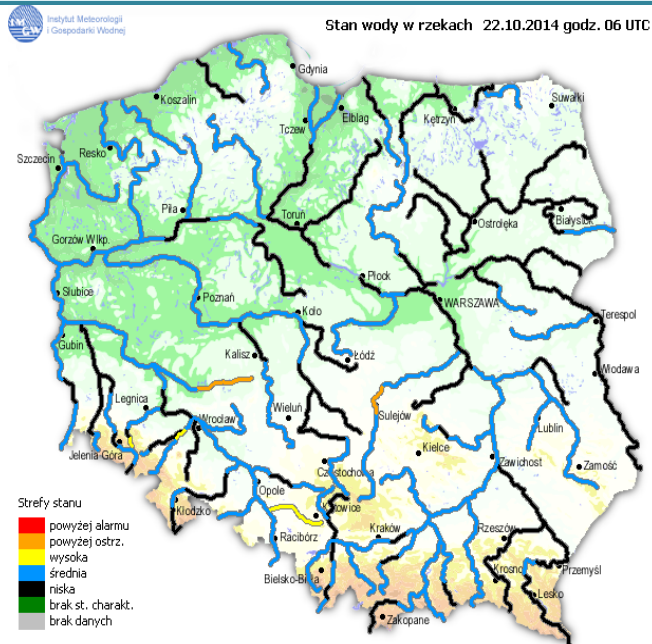 IMGW
Instytut Meteorologii
i Gospodarki Wodnej
Stan wody w rzekach 22.10.2014 godz. 06 UTC
Gdynia
Koszalin
Suwałki
Elbląg
Kętrzyn
Tczew
Resko
Szczecin
Piła
Toruń
Białystok
Ostrołęka
Gorzów Wlkp.
Płock
Słubice
Poznań
WARSZAWA
Koło
Terespol
Gubin
Kalisz
Łódź
Włodawa
Legnica
Wieluń
Sulejów
Wrocław
Lublin
Jelenia-Góra
Kielce
Częstochowa
Zawichost
Zamość
Opole
Strefy stanu
Kłodzko
Katowice
powyżej alarmu
powyżej ostrz.
Racibórz
Kraków
Rzeszów
wysoka
średnia
Bielsko-Biała
Krosno
Przemyśl
niska
Lesko
brak st. charakt.
brak danych
Zakopane